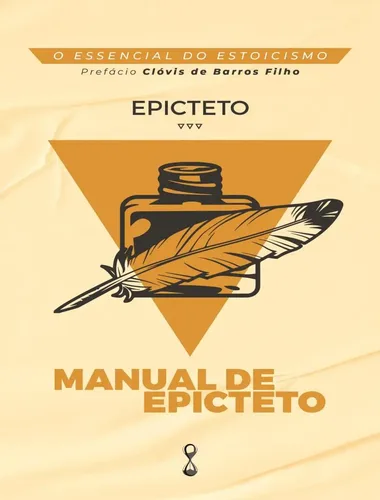 O ESSENCIAL DO ESTOICISMO
Prefácio Clóvis de Barros Filho
EPICTETO
MANUAL DE
EPICTETO